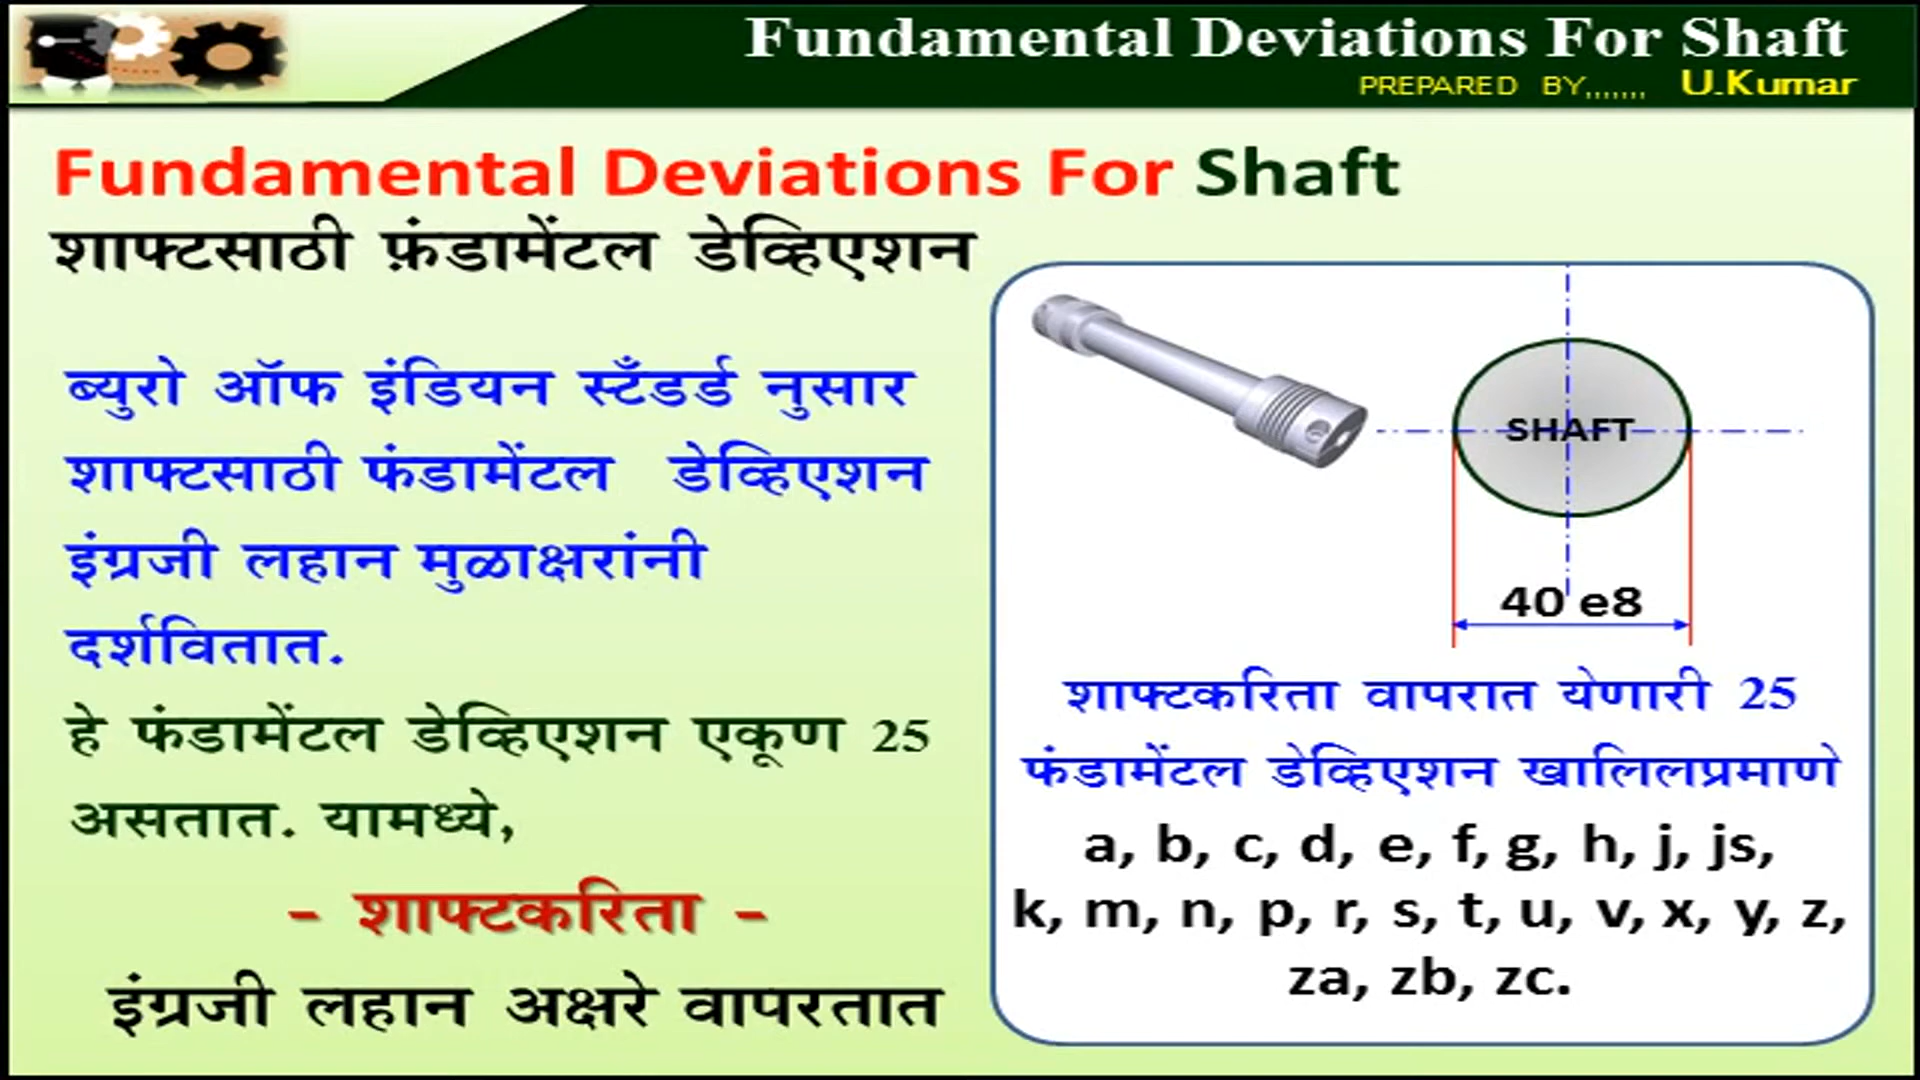 Fundamental Deviations For Shaft
PREPARED BY,,,,,,, U.Kumar
Fundamental Deviations For Shaft
शाफ्टसाठी फ़ंडामेंटल डेव्हिएशन
ब्युरो ऑफ इंडियन स्टँडर्ड नुसार
शाफ्टसाठी फंडामेंटल डेव्हिएशन
इंग्रजी लहान मुळाक्षरांनी
दर्शवितात.
हे फंडामेंटल डेव्हिएशन एकूण 25
असतात. यामध्ये,
- शाफ्टकरिता -
इंग्रजी लहान अक्षरे वापरतात
SHAFT
40 e8
शाफ्टकरिता वापरात येणारी 25
फंडामेंटल डेव्हिएशन खालिलप्रमाणे
a, b, c, d, e, f, g, h, j, js,
k, m, n, p, r, s, t, u, v, x, y, z,
za, zb, zc.